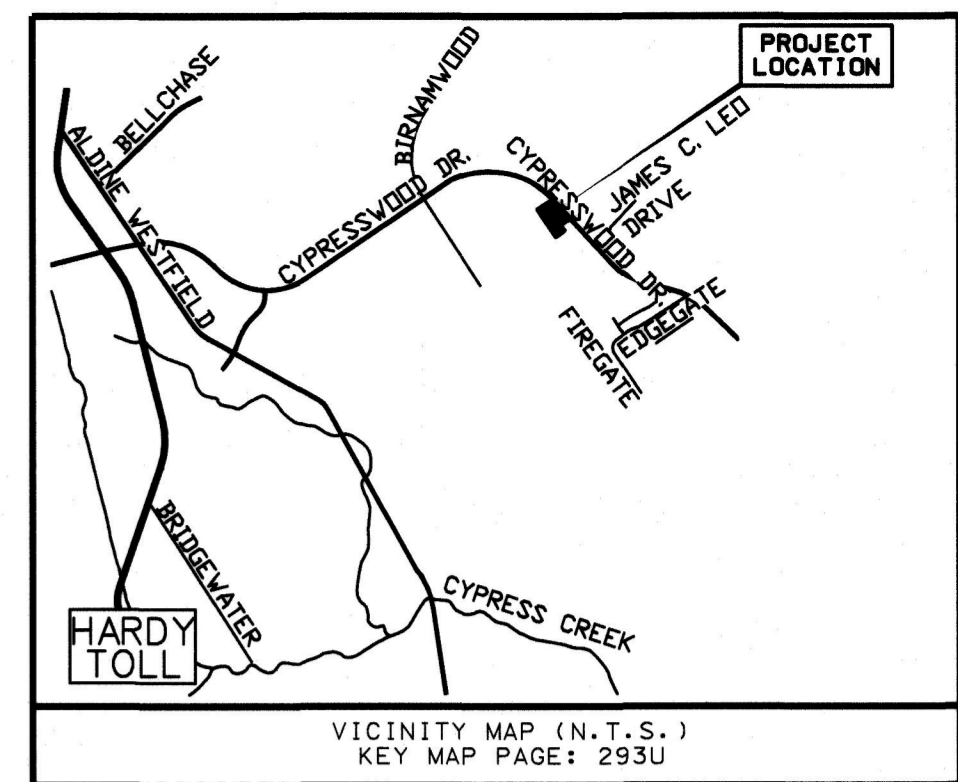 PROJECT
LOCATION
BELLCHASE
ALDINE WESTFIELD
BIRNAMWOOD
CYPRESSWOOD DR.
CYPRESSWOOD DR.
JAMES C. LEO
DRIVE
FIREGATE
EDGEGATE
BRIDGEWATER
HARDY
TOLL
CYPRESS CREEK
VICINITY MAP (N.T.S.)
KEY MAP PAGE: 293U